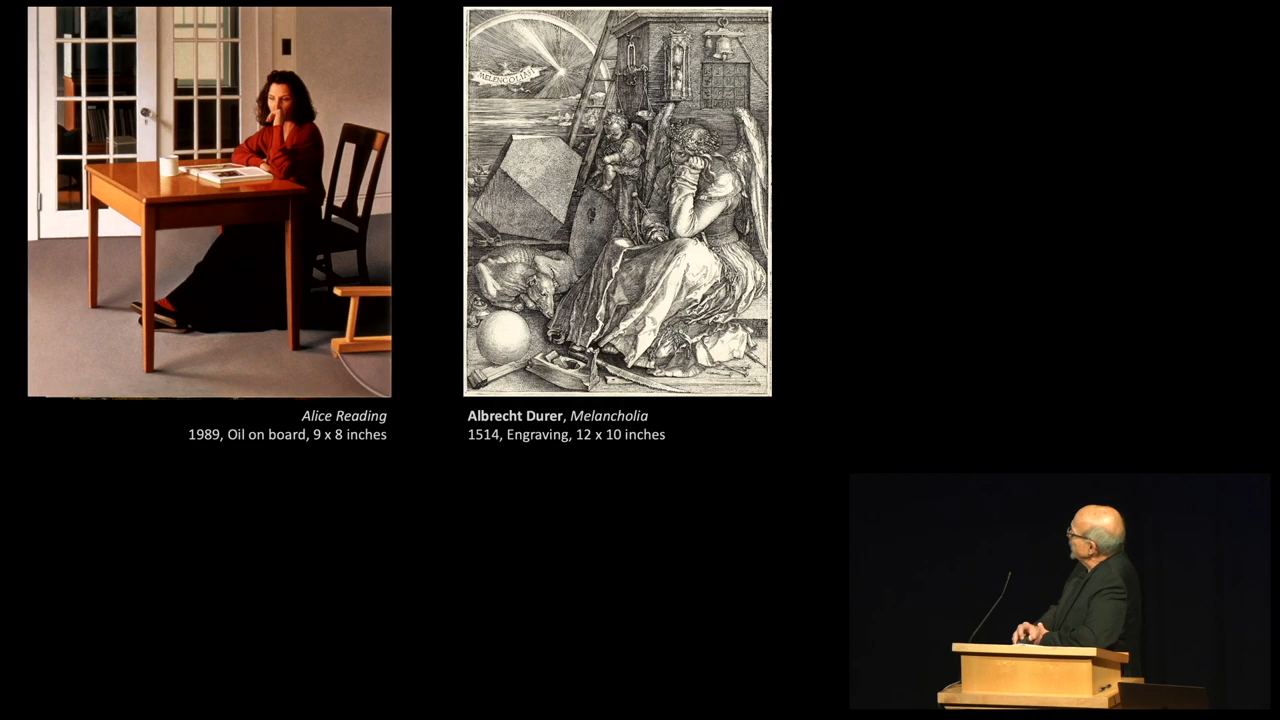 MELENCOLIA I
Alice Reading
1989, Oil on board, 9 x 8 inches
Albrecht Durer, Melancholia
1514, Engraving, 12 x 10 inches